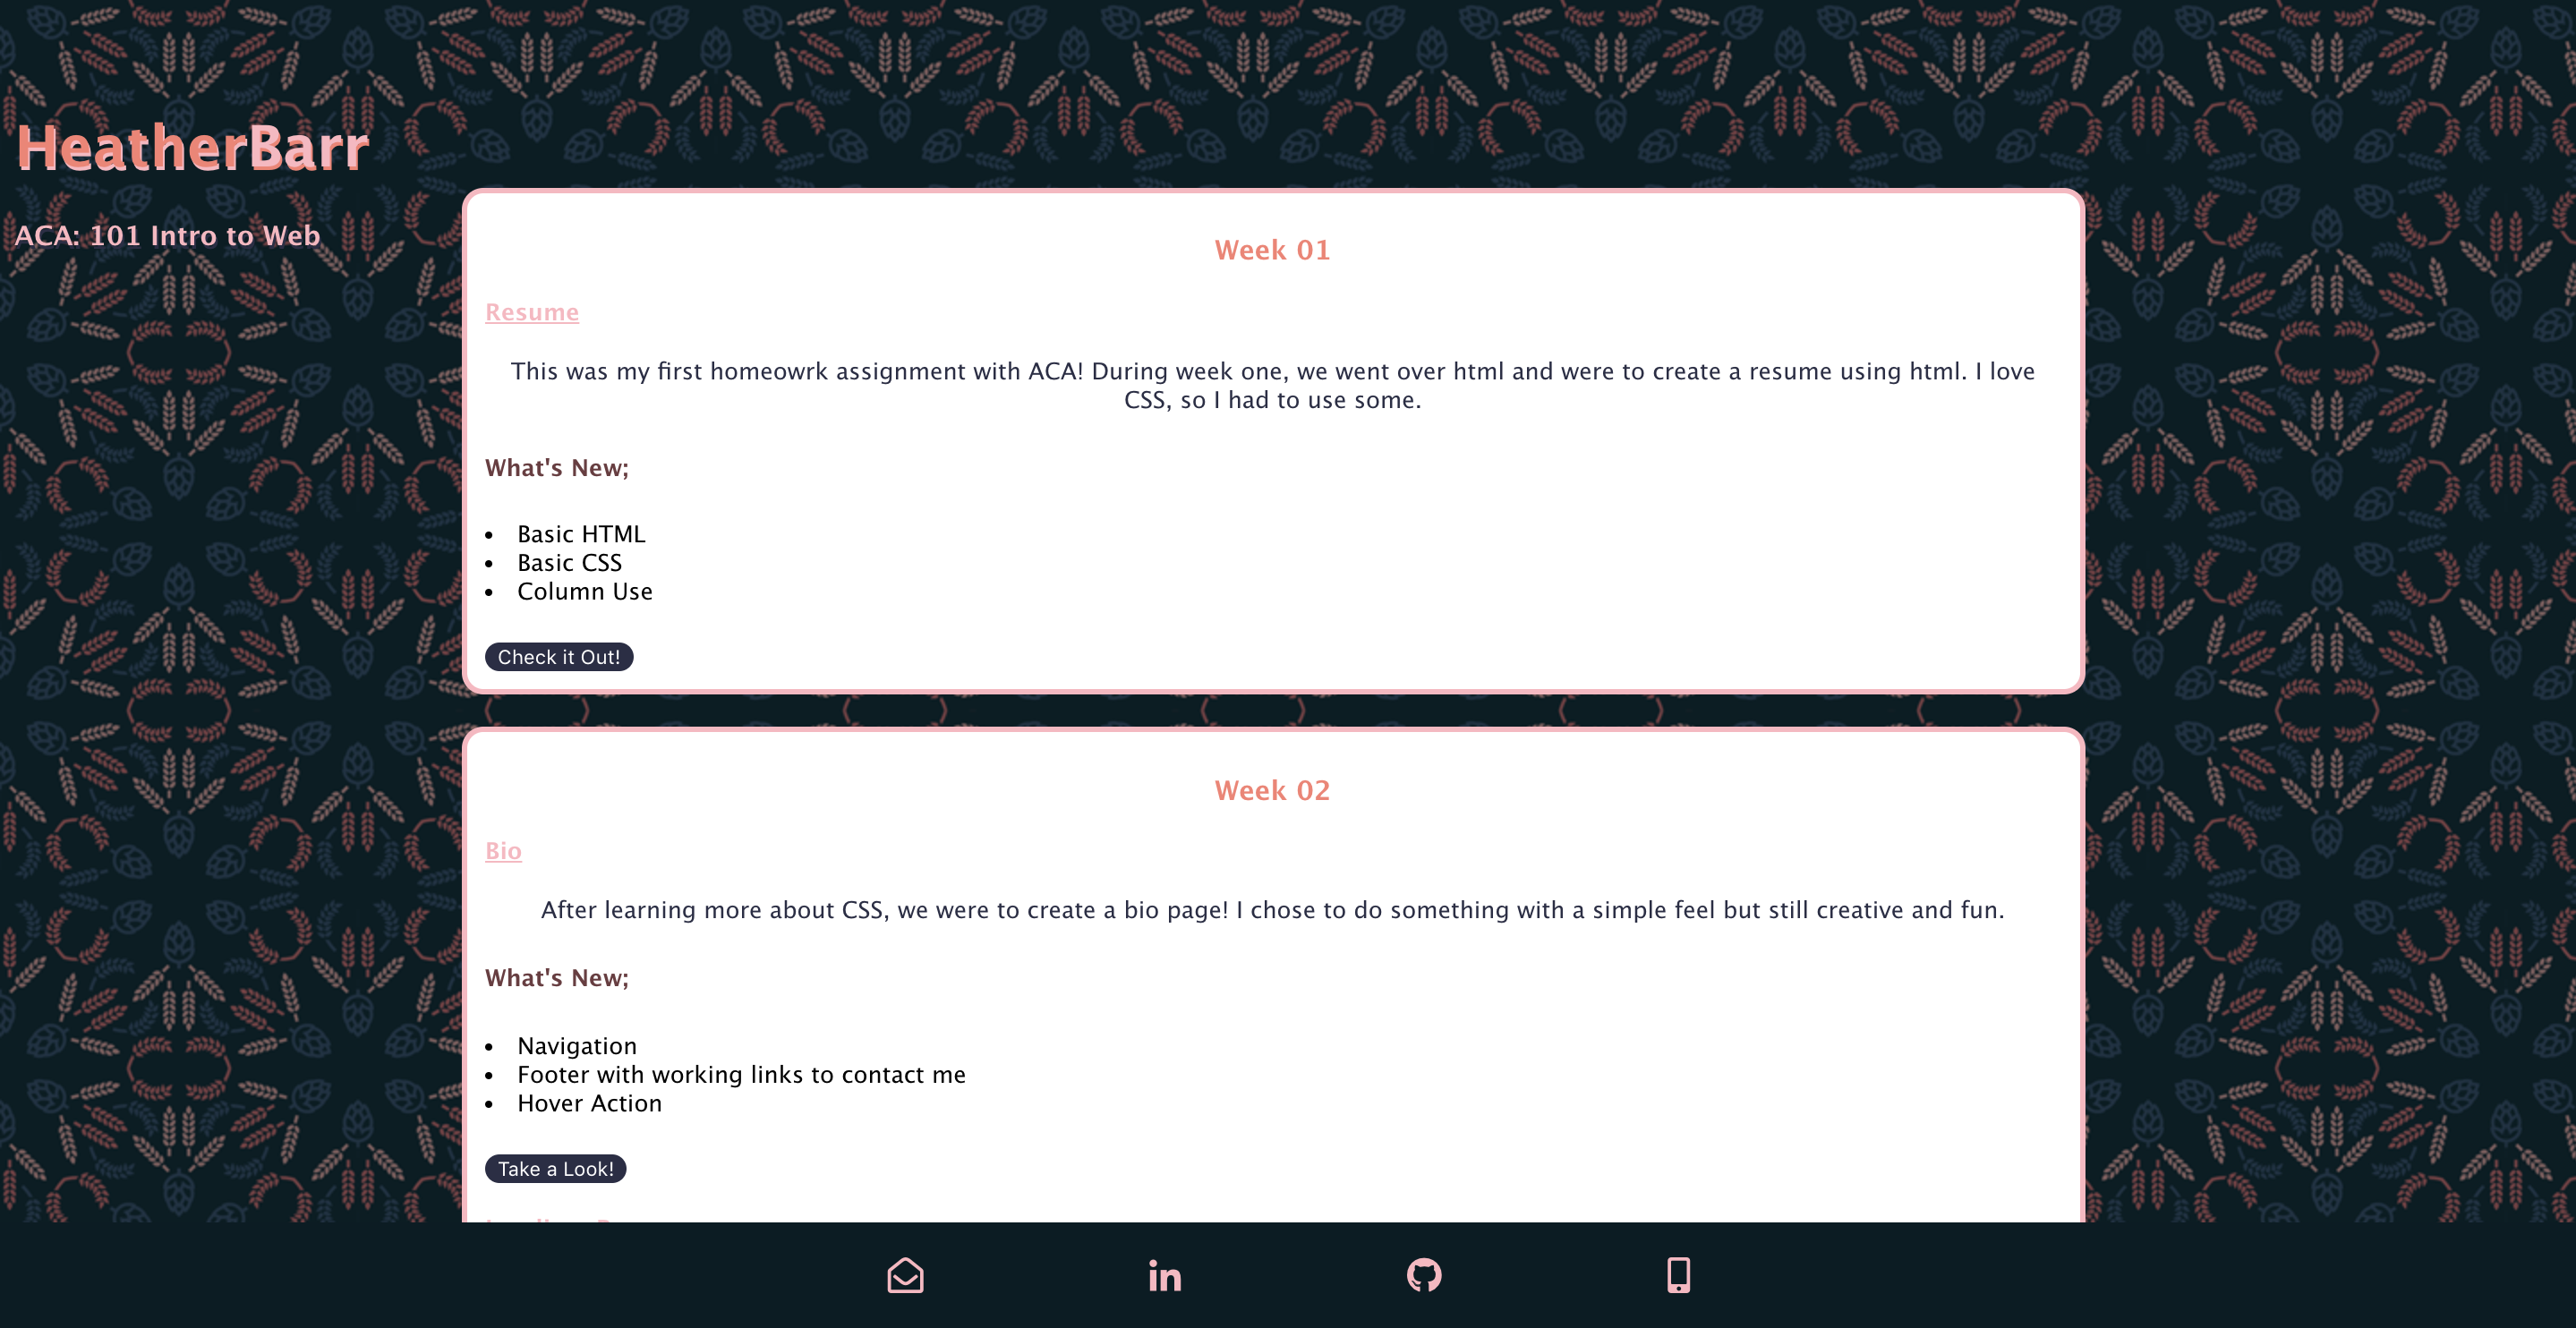 HeatherBarr
ACA: 101 Intro to Web
Week 01
Resume
This was my first homeowrk assignment with ACA! During week one, we went over html and were to create a resume using html. I love
CSS, so I had to use some.
What's New;
• Basic HTML
• Basic CSS
• Column Use
Check it Out!
Week 02
Bio
After learning more about CSS, we were to create a bio page! I chose to do something with a simple feel but still creative and fun.
What's New;
• Navigation
• Footer with working links to contact me
• Hover Action
Take a Look!
in